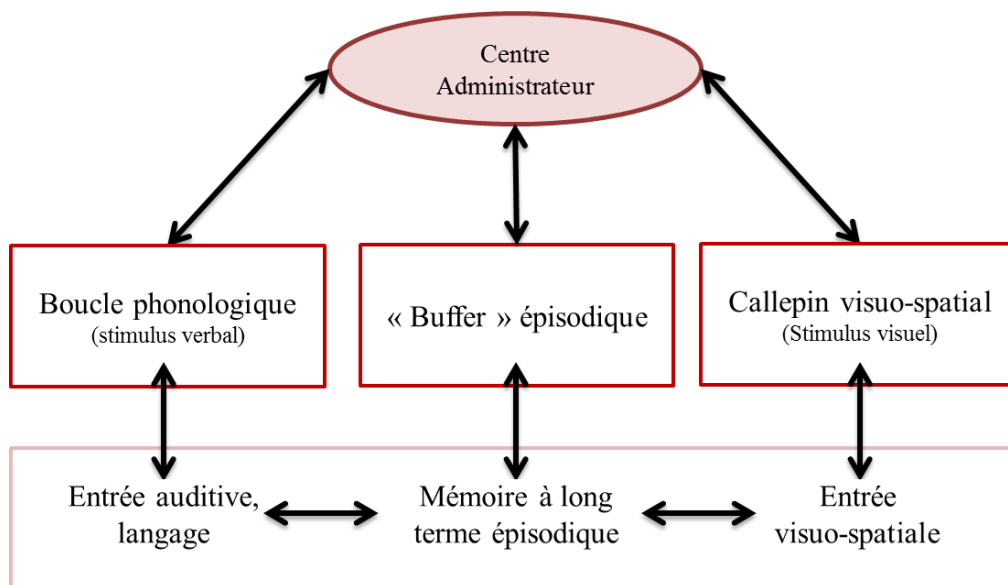 Centre
Administrateur
Boucle phonologique
(stimulus verbal)
« Buffer » épisodique
Callepin visuo-spatial
(Stimulus visuel)
Entrée auditive,
langage
Mémoire à long
terme épisodique
Entrée
visuo-spatiale